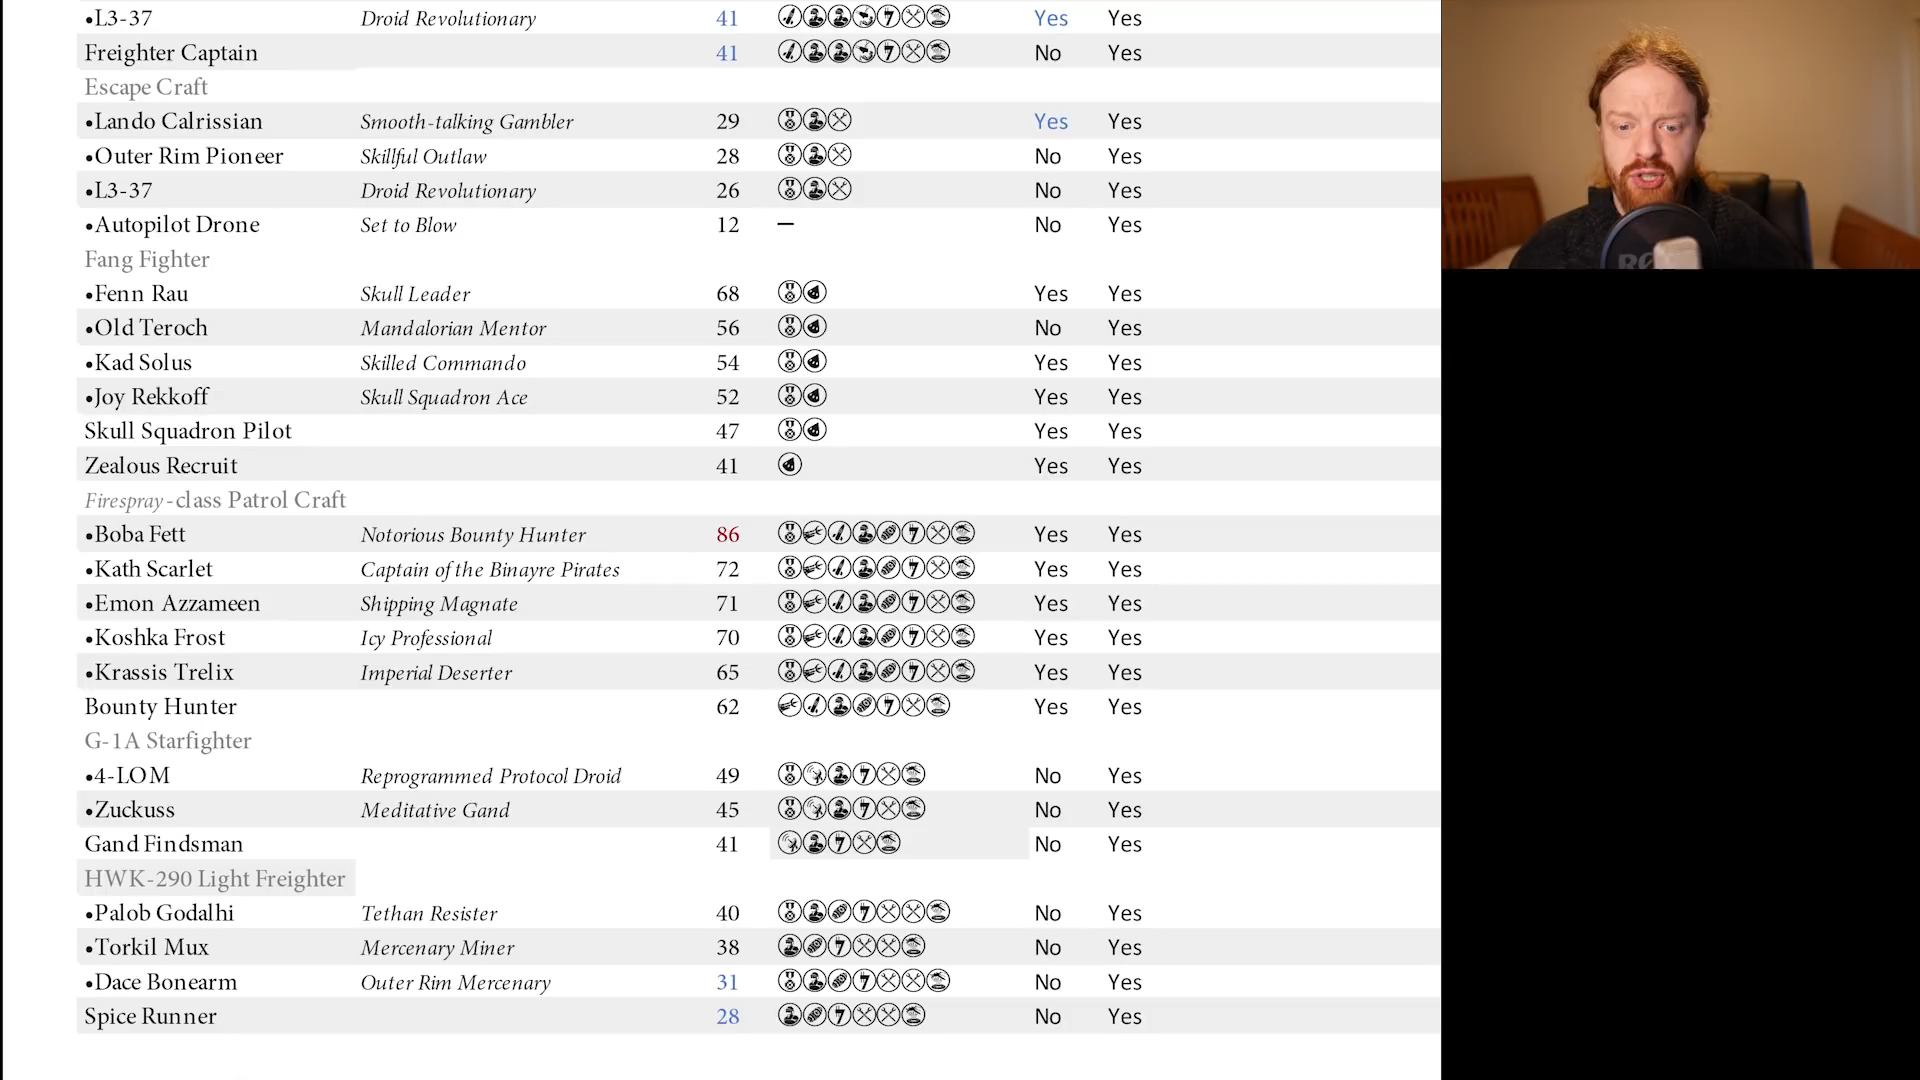 •L3-37 Droid Revolutionary 41 Yes Yes
Freighter Captain 41 No Yes
Escape Craft
•Lando Calrissian Smooth-talking Gambler 29 Yes Yes
•Outer Rim Pioneer Skillful Outlaw 28 No Yes
•L3-37 Droid Revolutionary 26 No Yes
•Autopilot Drone Set to Blow 12 – No Yes
Fang Fighter
•Fenn Rau Skull Leader 68 Yes Yes
•Old Teroch Mandalorian Mentor 56 No Yes
•Kad Solus Skilled Commando 54 Yes Yes
•Joy Rekkoff Skull Squadron Ace 52 Yes Yes
Skull Squadron Pilot 47 Yes Yes
Zealous Recruit 41 Yes Yes
Firespray-class Patrol Craft
•Boba Fett Notorious Bounty Hunter 86 Yes Yes
•Kath Scarlet Captain of the Binayre Pirates 72 Yes Yes
•Emon Azzameen Shipping Magnate 71 Yes Yes
•Koshka Frost Icy Professional 70 Yes Yes
•Krassis Trelix Imperial Deserter 65 Yes Yes
Bounty Hunter 62 Yes Yes
G-1A Starfighter
•4-LOM Reprogrammed Protocol Droid 49 No Yes
•Zuckuss Meditative Gand 45 No Yes
Gand Findsman 41 No Yes
HWK-290 Light Freighter
•Palob Godalhi Tethan Resister 40 No Yes
•Torkil Mux Mercenary Miner 38 No Yes
•Dace Bonearm Outer Rim Mercenary 31 No Yes
Spice Runner 28 No Yes